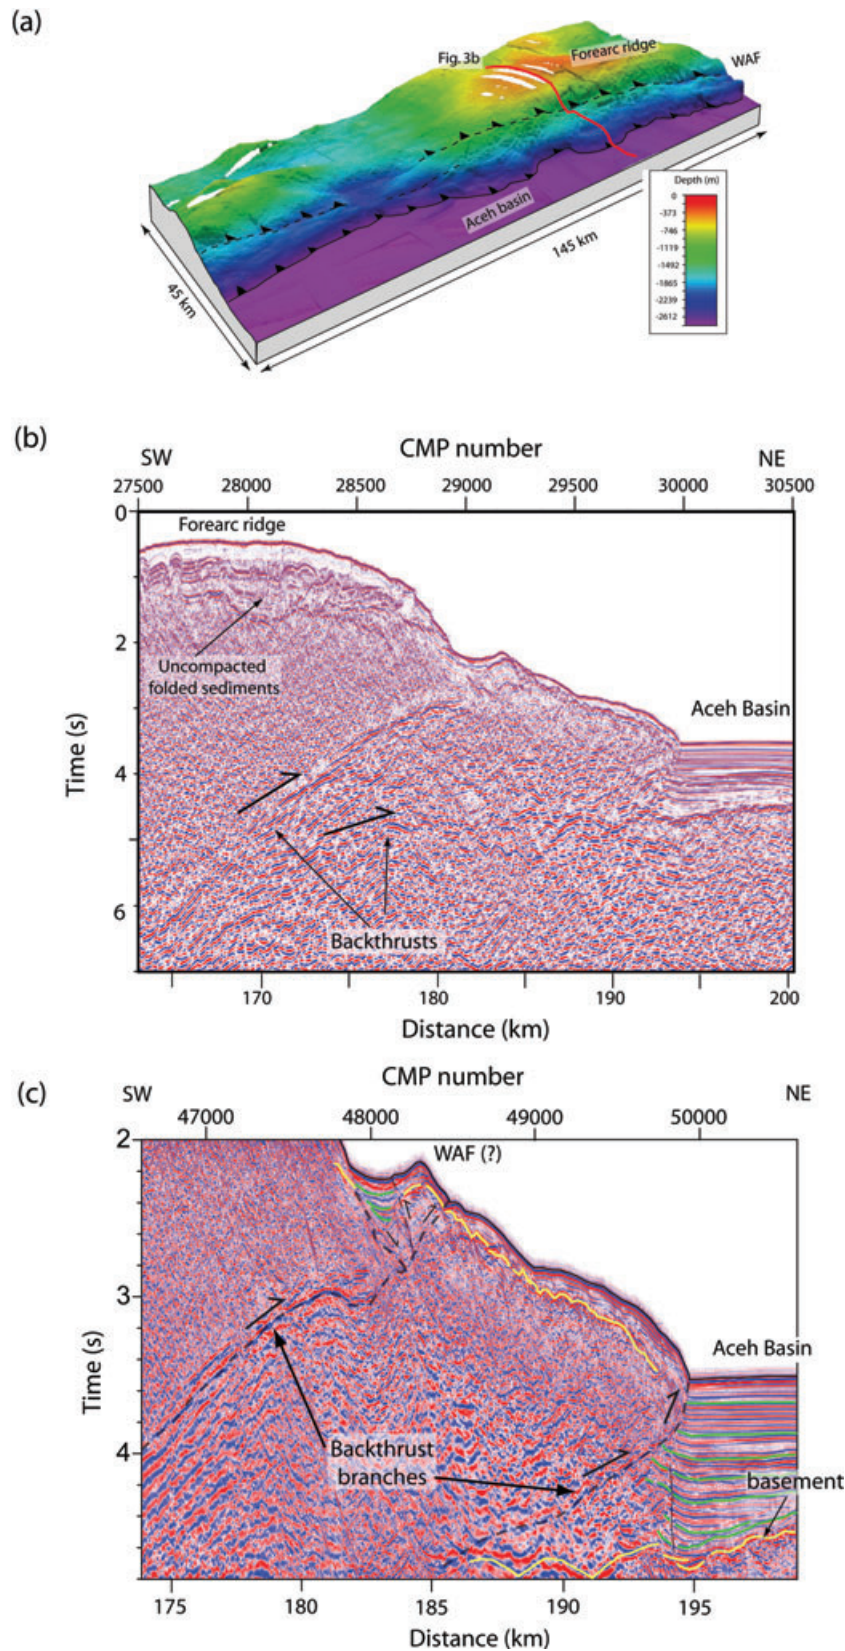 (a)
Fig. 3b
Forearc ridge
WAF
Aceh basin
45 km
145 km
Depth (m)
0
-373
-746
-1119
-1492
-1865
-2239
-2612
(b)
CMP number
SW
NE
27500 28000 28500 29000 29500 30000 30500
Forearc ridge
Uncompacted
folded sediments
Aceh Basin
Backthrusts
Time (s)
0
2
4
6
170 180 190 200
Distance (km)
(c)
CMP number
SW
NE
47000 48000 49000 50000
WAF (?)
Aceh Basin
Backthrust
branches
basement
Time (s)
2
3
4
175 180 185 190 195
Distance (km)